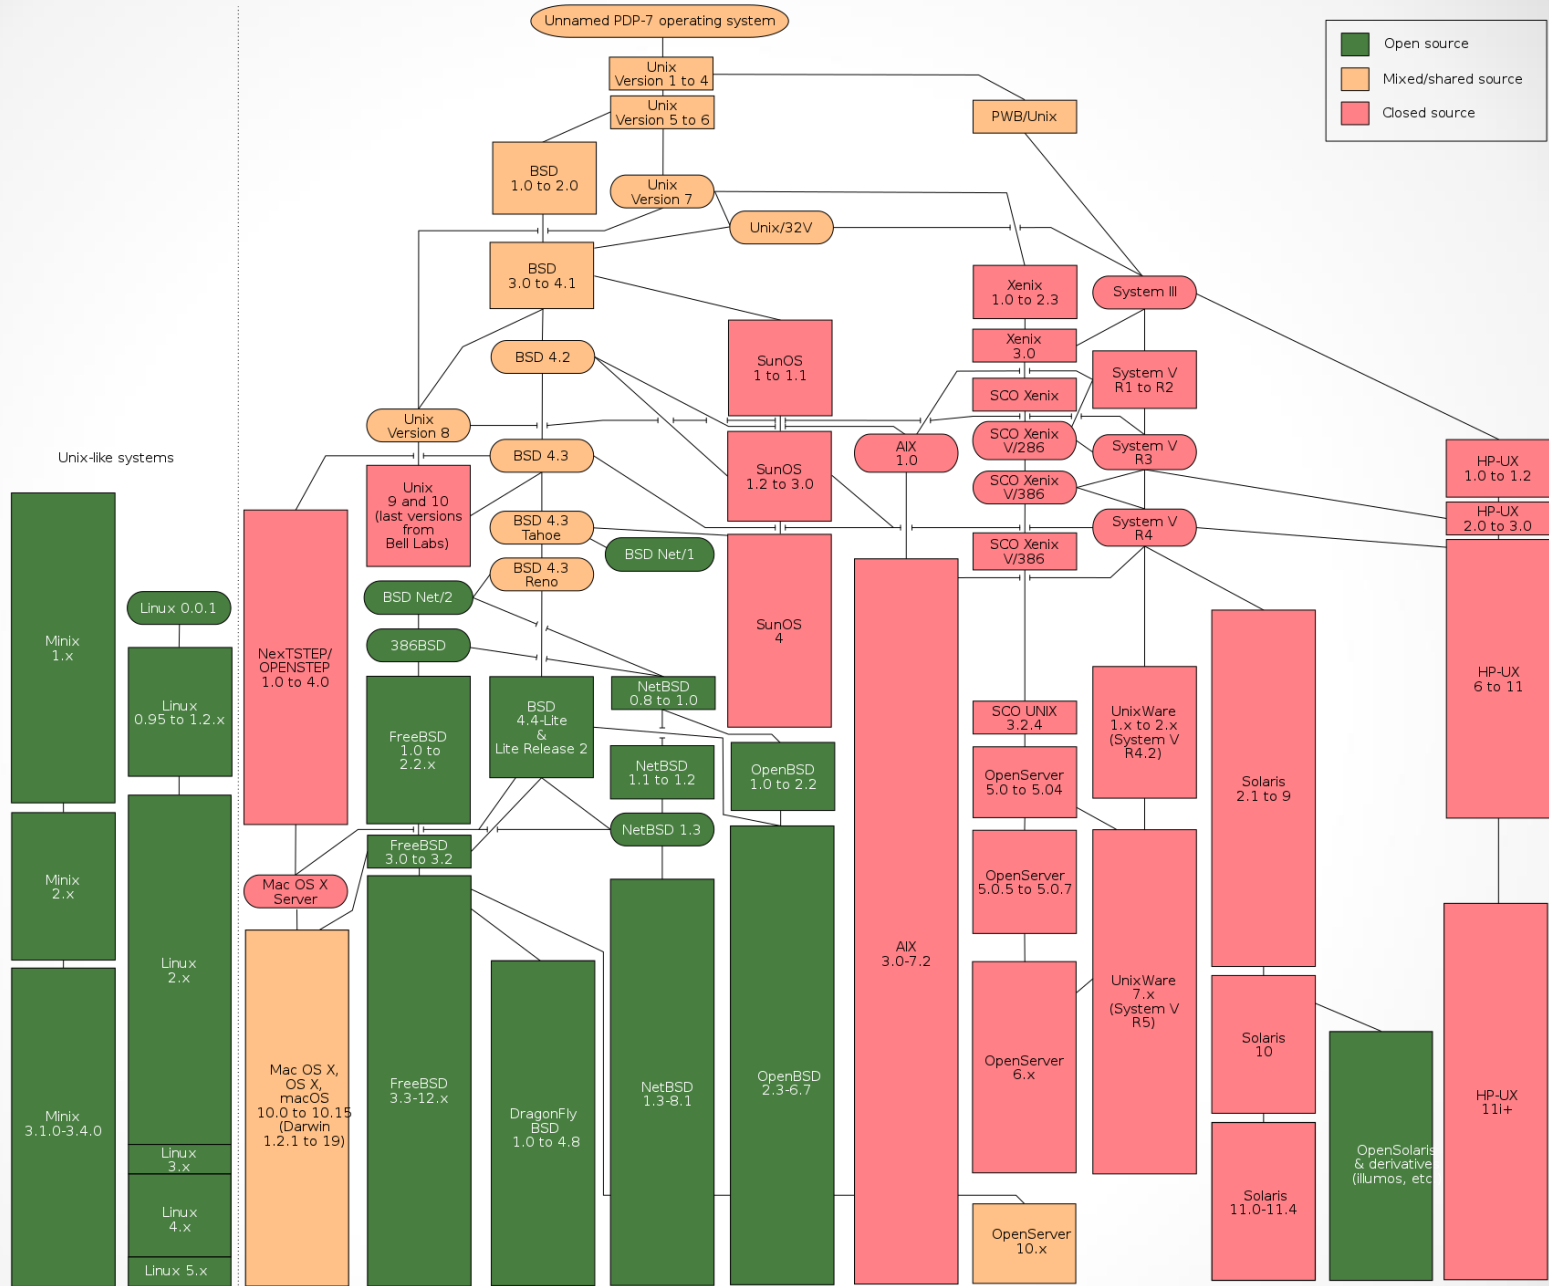 Unnamed PDP-7 operating system
Open source
Mixed/shared source
Closed source
Unix
Version 1 to 4
Unix
Version 5 to 6
PWB/Unix
BSD
1.0 to 2.0
Unix
Version 7
Unix/32V
BSD
3.0 to 4.1
Xenix
1.0 to 2.3
System III
Xenix
3.0
SunOS
1 to 1.1
BSD 4.2
System V
R1 to R2
SCO Xenix
Unix
Version 8
SCO Xenix
V/286
System V
R3
AIX
1.0
BSD 4.3
Unix-like systems
SunOS
1.2 to 3.0
HP-UX
1.0 to 1.2
SCO Xenix
V/386
Unix
9 and 10
(last versions
from
Bell Labs)
HP-UX
2.0 to 3.0
BSD 4.3
Tahoe
System V
R4
BSD Net/1
SCO Xenix
V/386
BSD 4.3
Reno
BSD Net/2
Linux 0.0.1
Minix
1.x
386BSD
SunOS
4
NexTSTEP/
OPENSTEP
1.0 to 4.0
HP-UX
6 to 11
NetBSD
0.8 to 1.0
Linux
0.95 to 1.2.x
BSD
4.4-Lite
&
Lite Release 2
SCO UNIX
3.2.4
UnixWare
1.x to 2.x
(System V
R4.2)
FreeBSD
1.0 to
2.2.x
NetBSD
1.1 to 1.2
OpenBSD
1.0 to 2.2
OpenServer
5.0 to 5.04
Solaris
2.1 to 9
NetBSD 1.3
FreeBSD
3.0 to 3.2
Minix
2.x
Mac OS X
Server
OpenServer
5.0.5 to 5.0.7
Linux
2.x
AIX
3.0-7.2
UnixWare
7.x
(System V
R5)
Solaris
10
OpenServer
6.x
Mac OS X,
OS X,
macOS
10.0 to 10.15
(Darwin
1.2.1 to 19)
FreeBSD
3.3-12.x
OpenBSD
2.3-6.7
NetBSD
1.3-8.1
HP-UX
11i+
Minix
3.1.0-3.4.0
DragonFly
BSD
1.0 to 4.8
OpenSolaris
& derivative
(illumos, etc
Linux
3.x
Solaris
11.0-11.4
Linux
4.x
OpenServer
10.x
Linux 5.x